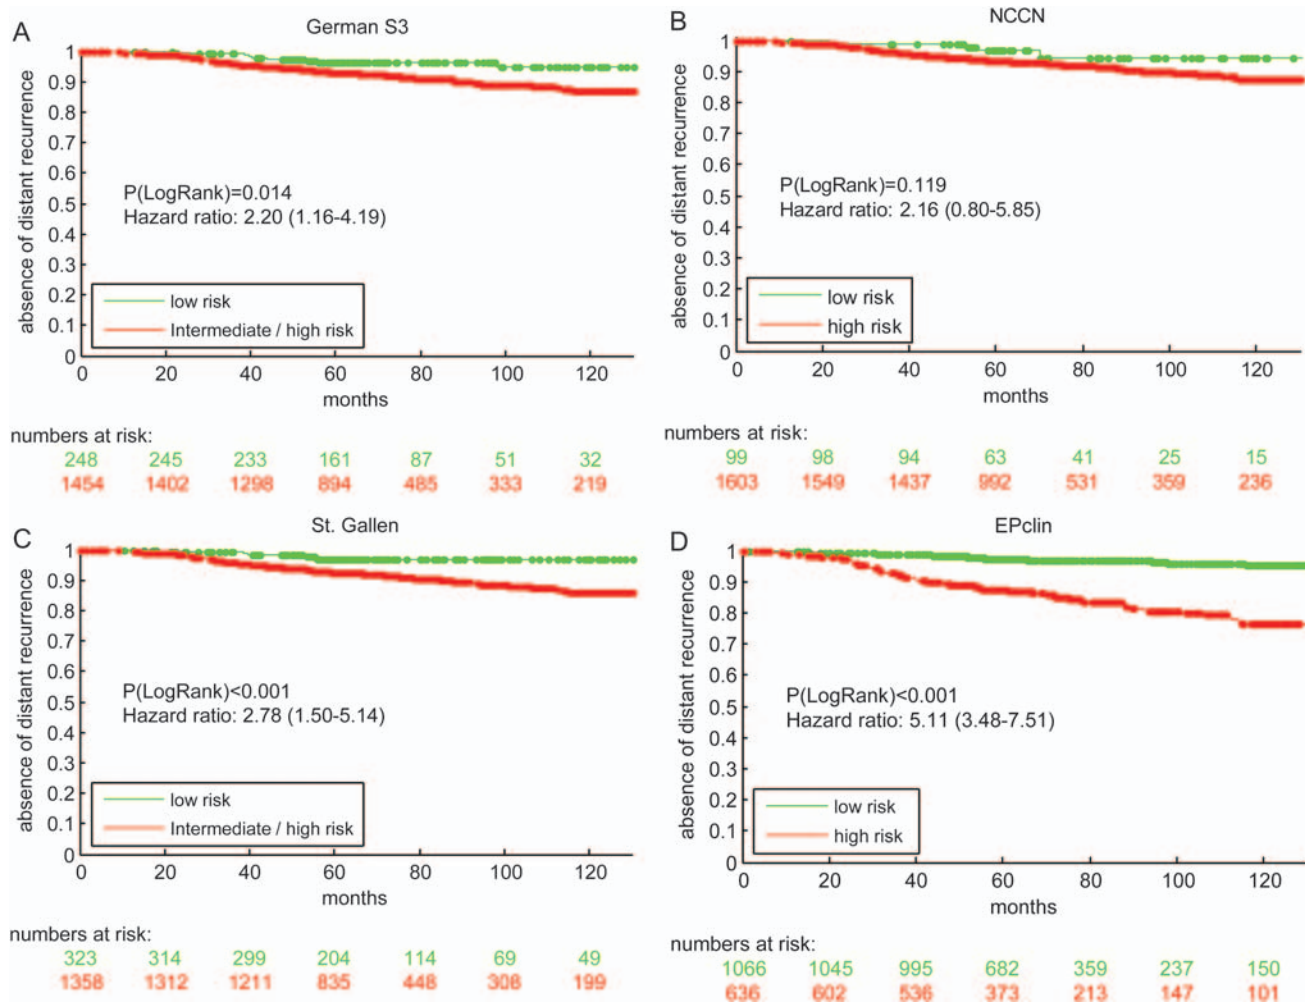 A
German S3
absence of distant recurrence
1
0.9
0.8
0.7
0.6
0.5
0.4
0.3
0.2
0.1
0
P(LogRank)=0.014
Hazard ratio: 2.20 (1.16-4.19)
low risk
Intermediate / high risk
0 20 40 60 80 100 120
months
numbers at risk:
248 245 233 161 87 51 32
1454 1402 1298 894 485 333 219
B
NCCN
absence of distant recurrence
1
0.9
0.8
0.7
0.6
0.5
0.4
0.3
0.2
0.1
0
P(LogRank)=0.119
Hazard ratio: 2.16 (0.80-5.85)
low risk
high risk
0 20 40 60 80 100 120
months
numbers at risk:
99 98 94 63 41 25 15
1603 1549 1437 992 531 359 236
C
St. Gallen
absence of distant recurrence
1
0.9
0.8
0.7
0.6
0.5
0.4
0.3
0.2
0.1
0
P(LogRank)<0.001
Hazard ratio: 2.78 (1.50-5.14)
low risk
Intermediate / high risk
0 20 40 60 80 100 120
months
numbers at risk:
323 314 299 204 114 69 49
1358 1312 1211 835 448 308 199
D
EPclin
absence of distant recurrence
1
0.9
0.8
0.7
0.6
0.5
0.4
0.3
0.2
0.1
0
P(LogRank)<0.001
Hazard ratio: 5.11 (3.48-7.51)
low risk
high risk
0 20 40 60 80 100 120
months
numbers at risk:
1066 1045 995 682 359 237 150
636 602 536 373 213 147 101